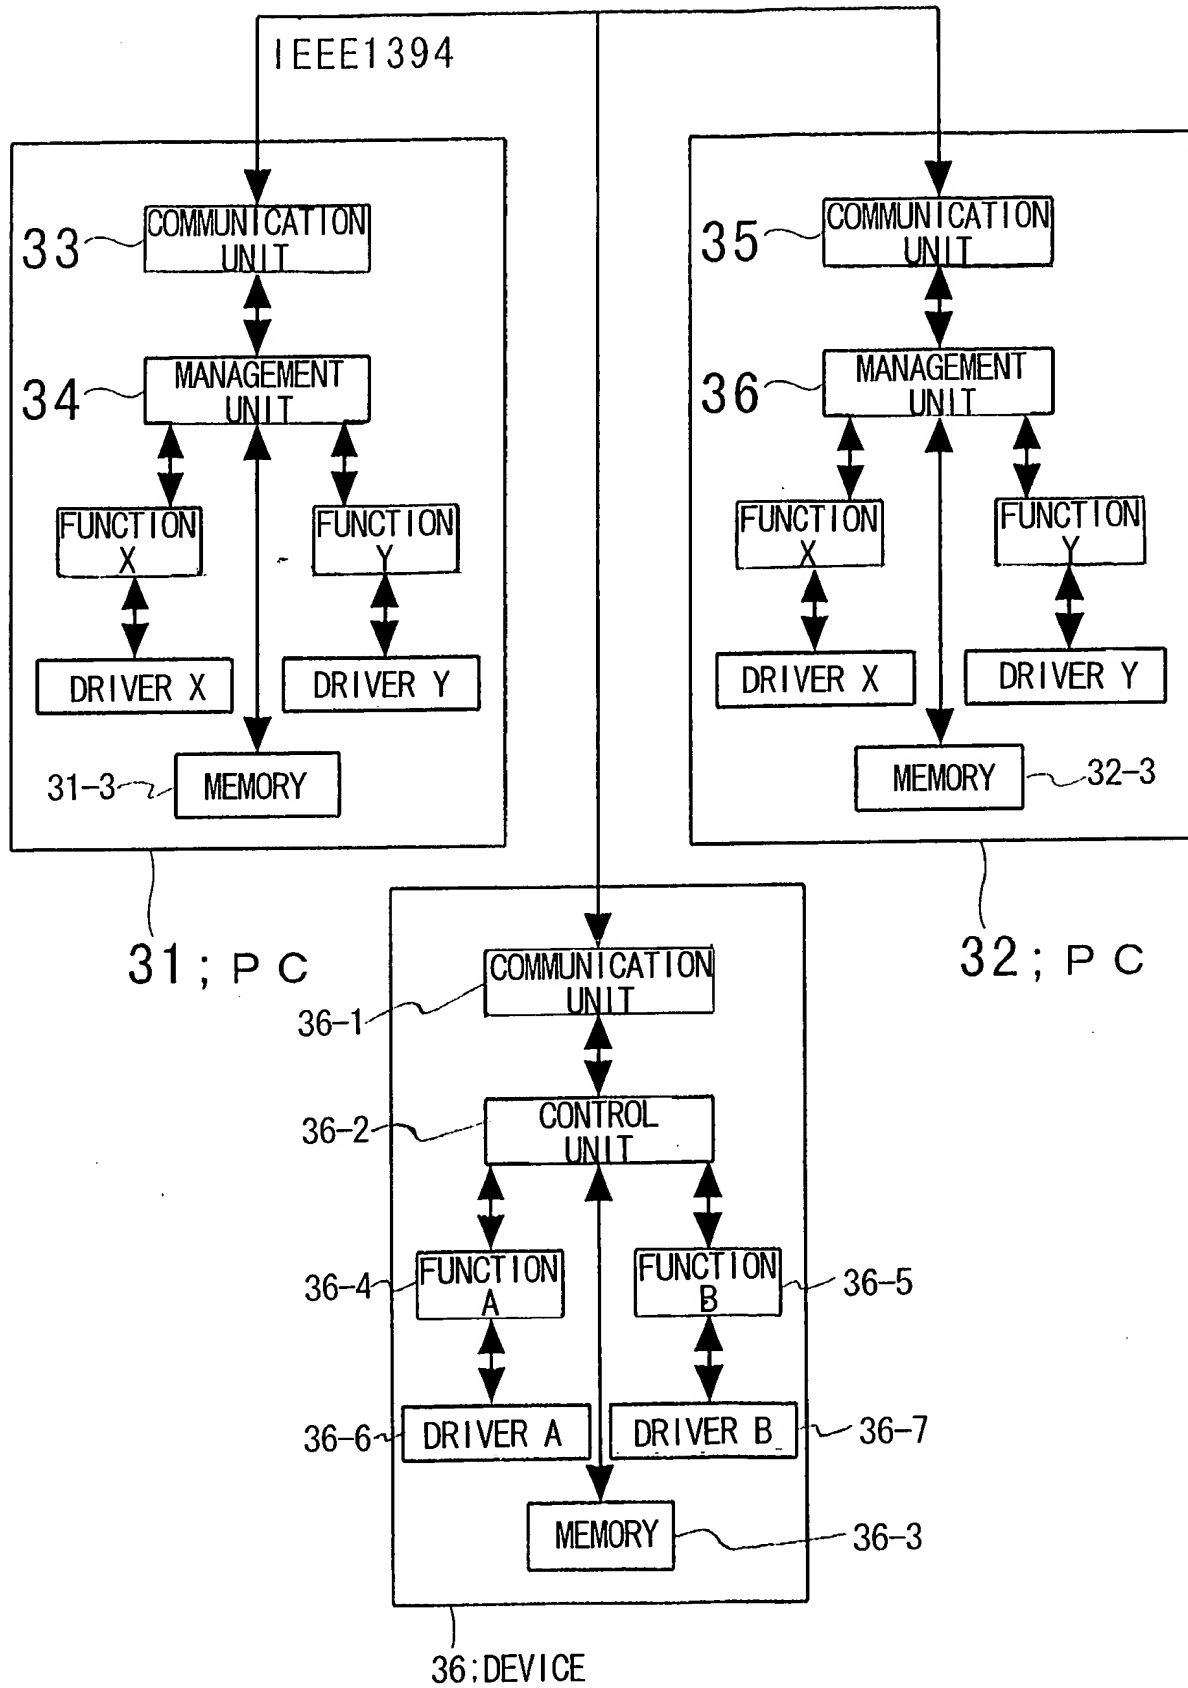 IEEE1394
33
COMMUNICATION
UNIT
34
MANAGEMENT
UNIT
FUNCTION
X
FUNCTION
Y
DRIVER X
DRIVER Y
31-3
MEMORY
31;PC
35
COMMUNICATION
UNIT
36
MANAGEMENT
UNIT
FUNCTION
X
FUNCTION
Y
DRIVER X
DRIVER Y
MEMORY
32-3
32;PC
COMMUNICATION
UNIT
36-1
36-2
CONTROL
UNIT
36-4
FUNCTION
A
FUNCTION
B
36-5
36-6
DRIVER A
DRIVER B
36-7
MEMORY
36-3
36;DEVICE